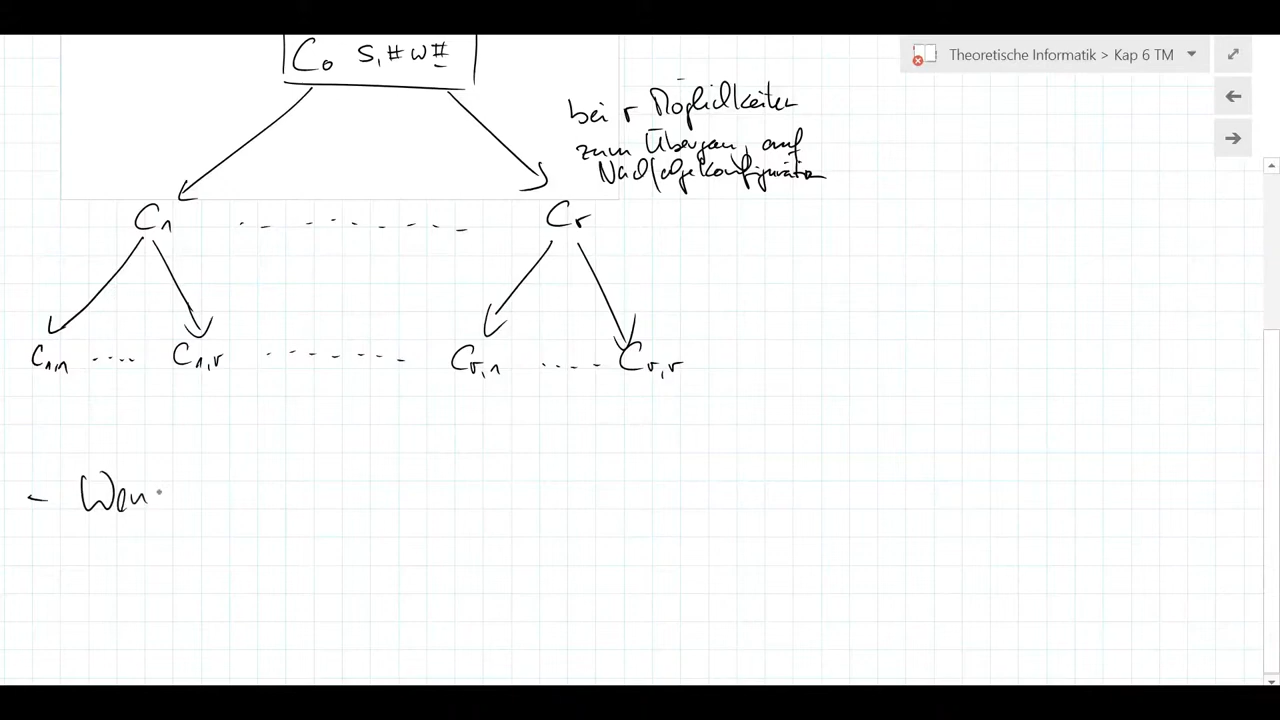 Theoretische Informatik > Kap 6 TM
C₀ s, # w #
bei r Möglichkeiten
zum Übergang auf
Nachfolgekonfiguration
C₁ . . . . . . . . . . Cᵣ
C₁,₁ .... C₁,ᵣ . . . . . . . . . Cᵣ,₁ .... Cᵣ,ᵣ
- Wen